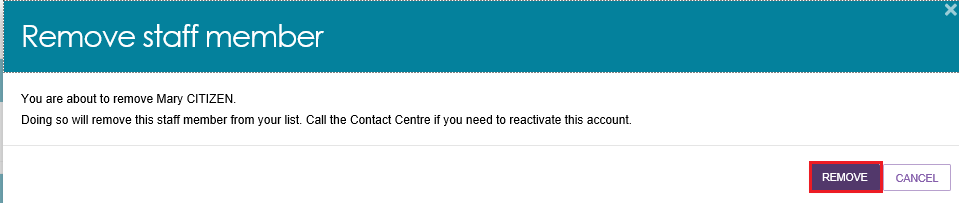 Remove staff member
You are about to remove Mary CITIZEN.
Doing so will remove this staff member from your list. Call the Contact Centre if you need to reactivate this account.
REMOVE CANCEL